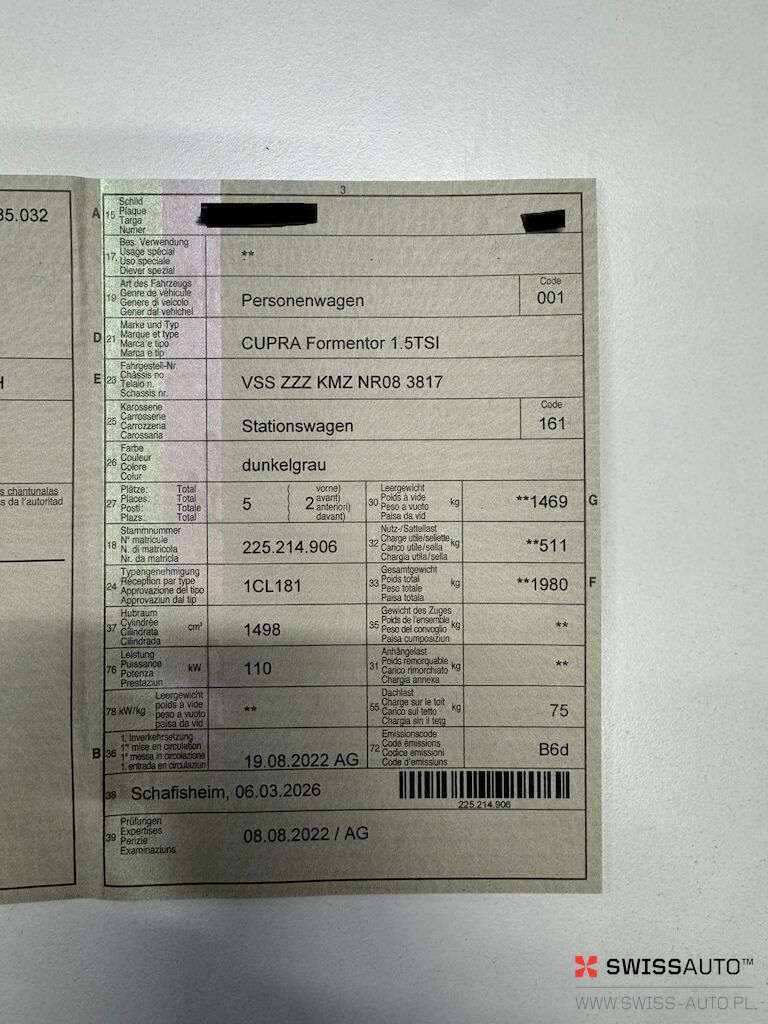 3
35.032
A 15 Schild
Plaque
Targa
Numer
17 Bes. Verwendung
Usage spécial
Uso speciale
Diever spezial
**
19 Art des Fahrzeugs
Genre de véhicule
Genere di veicolo
Gener dal vehichel
Personenwagen
Code
001
D 21 Marke und Typ
Marque et type
Marca e tipo
Marca e tip
CUPRA Formentor 1.5TSI
H
E 23 Fahrgestell-Nr.
Châssis no
Telaio n.
Schassis nr.
VSS ZZZ KMZ NR08 3817
25 Karosserie
Carrosserie
Carrozzeria
Carossaria
Stationswagen
Code
161
26 Farbe
Couleur
Colore
Colur
dunkelgrau
s chantunalas
s da l'autoritad
27 Plätze: Total
Places: Total
Posti: Totale
Plazs: Total
5
( vorne)
( avant)
2 anteriori)
( davant)
30 Leergewicht
Poids à vide
Peso a vuoto
Paisa da vid
kg
**1469 G
18 Stammnummer
N° matricule
N. di matricola
Nr. da matricla
225.214.906
32 Nutz-/Sattellast
Charge utile/sellette
Carico utile/sella
Chargia utila/sella
kg
**511
24 Typengenehmigung
Réception par type
Approvazione del tipo
Approvaziun dal tip
1CL181
33 Gesamtgewicht
Poids total
Peso totale
Paisa totala
kg
**1980 F
37 Hubraum
Cylindrée
Cilindrata
Cilindrada
cm³
1498
35 Gewicht des Zuges
Poids de l'ensemble
Peso del convoglio
Paisa cumposiziun
kg
**
76 Leistung
Puissance
Potenza
Prestaziun
kW
110
31 Anhängelast
Poids remorquable
Carico rimorchiato
Chargia annexa
kg
**
78 kW/kg
Leergewicht
poids à vide
peso a vuoto
paisa da vid
**
55 Dachlast
Charge sur le toit
Carico sul tetto
Chargia sin il tetg
kg
75
B 36 1. Inverkehrsetzung
1re mise en circulation
1a messa in circolazione
1. entrada en circulaziun
19.08.2022 AG
72 Emissionscode
Code émissions
Codice emissioni
Code d'emissiuns
B6d
38 Schafisheim, 06.03.2026
225.214.906
39 Prüfungen
Expertises
Perizie
Examinaziuns
08.08.2022 / AG
SWISSAUTO™
WWW.SWISS-AUTO.PL